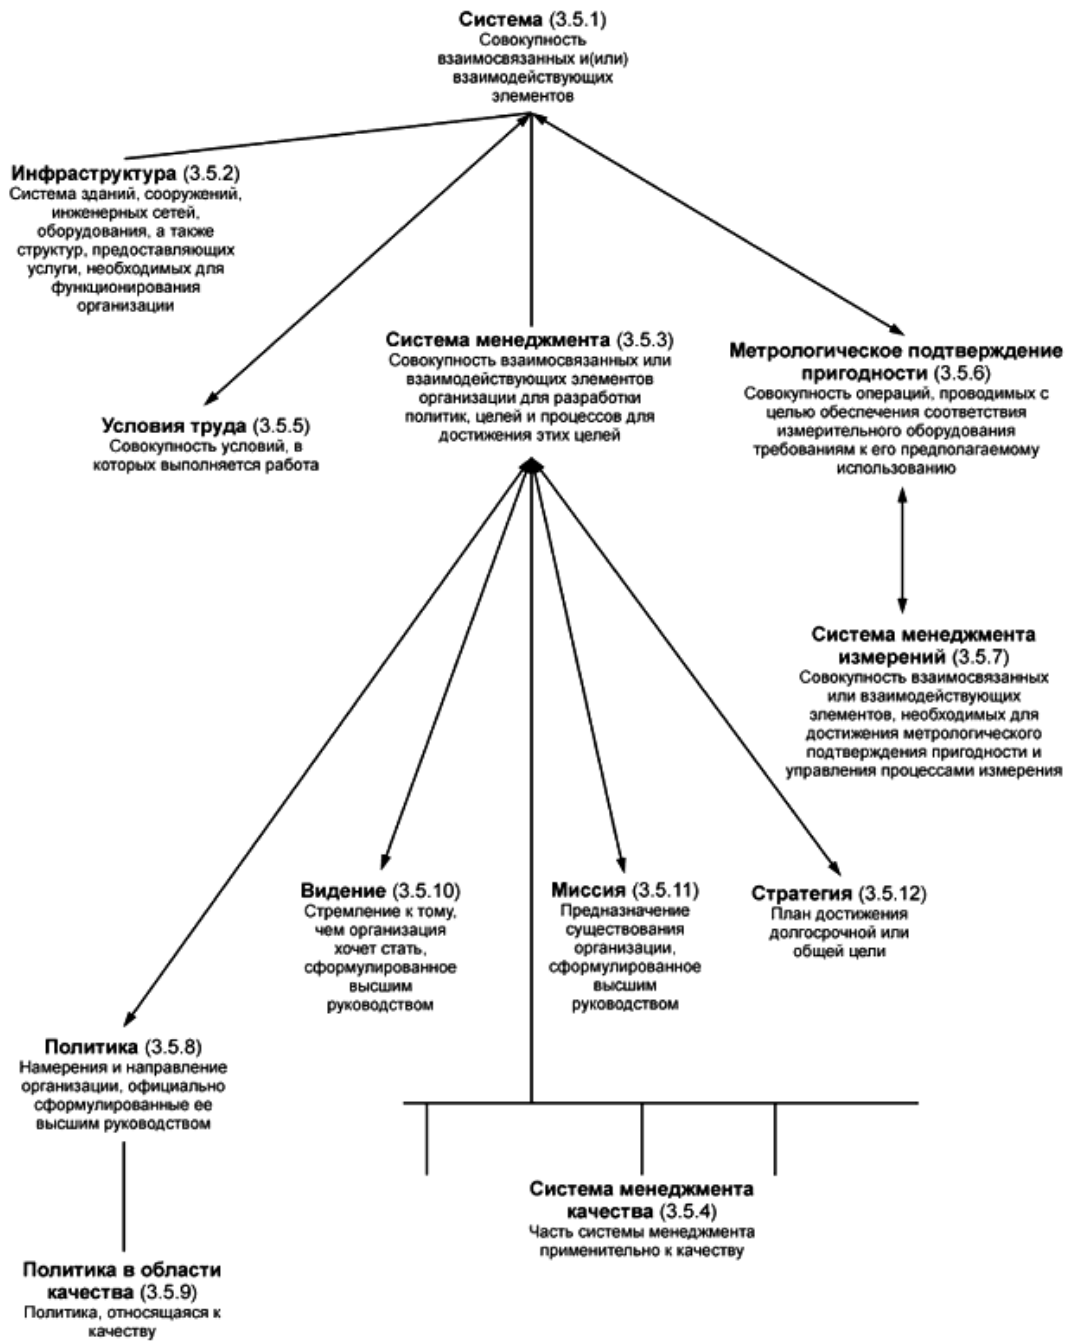 Система (3.5.1)
Совокупность
взаимосвязанных и(или)
взаимодействующих
элементов
Инфраструктура (3.5.2)
Система зданий, сооружений,
инженерных сетей,
оборудования, а также
структур, предоставляющих
услуги, необходимых для
функционирования
организации
Система менеджмента (3.5.3)
Совокупность взаимосвязанных или
взаимодействующих элементов
организации для разработки
политик, целей и процессов для
достижения этих целей
Метрологическое подтверждение
пригодности (3.5.6)
Совокупность операций, проводимых с
целью обеспечения соответствия
измерительного оборудования
требованиям к его предполагаемому
использованию
Условия труда (3.5.5)
Совокупность условий, в
которых выполняется работа
Система менеджмента
измерений (3.5.7)
Совокупность взаимосвязанных
или взаимодействующих
элементов, необходимых для
достижения метрологического
подтверждения пригодности и
управления процессами измерения
Видение (3.5.10)
Стремление к тому,
чем организация
хочет стать,
сформулированное
высшим
руководством
Миссия (3.5.11)
Предназначение
существования
организации,
сформулированное
высшим
руководством
Стратегия (3.5.12)
План достижения
долгосрочной или
общей цели
Политика (3.5.8)
Намерения и направление
организации, официально
сформулированные ее
высшим руководством
Система менеджмента
качества (3.5.4)
Часть системы менеджмента
применительно к качеству
Политика в области
качества (3.5.9)
Политика, относящаяся к
качеству